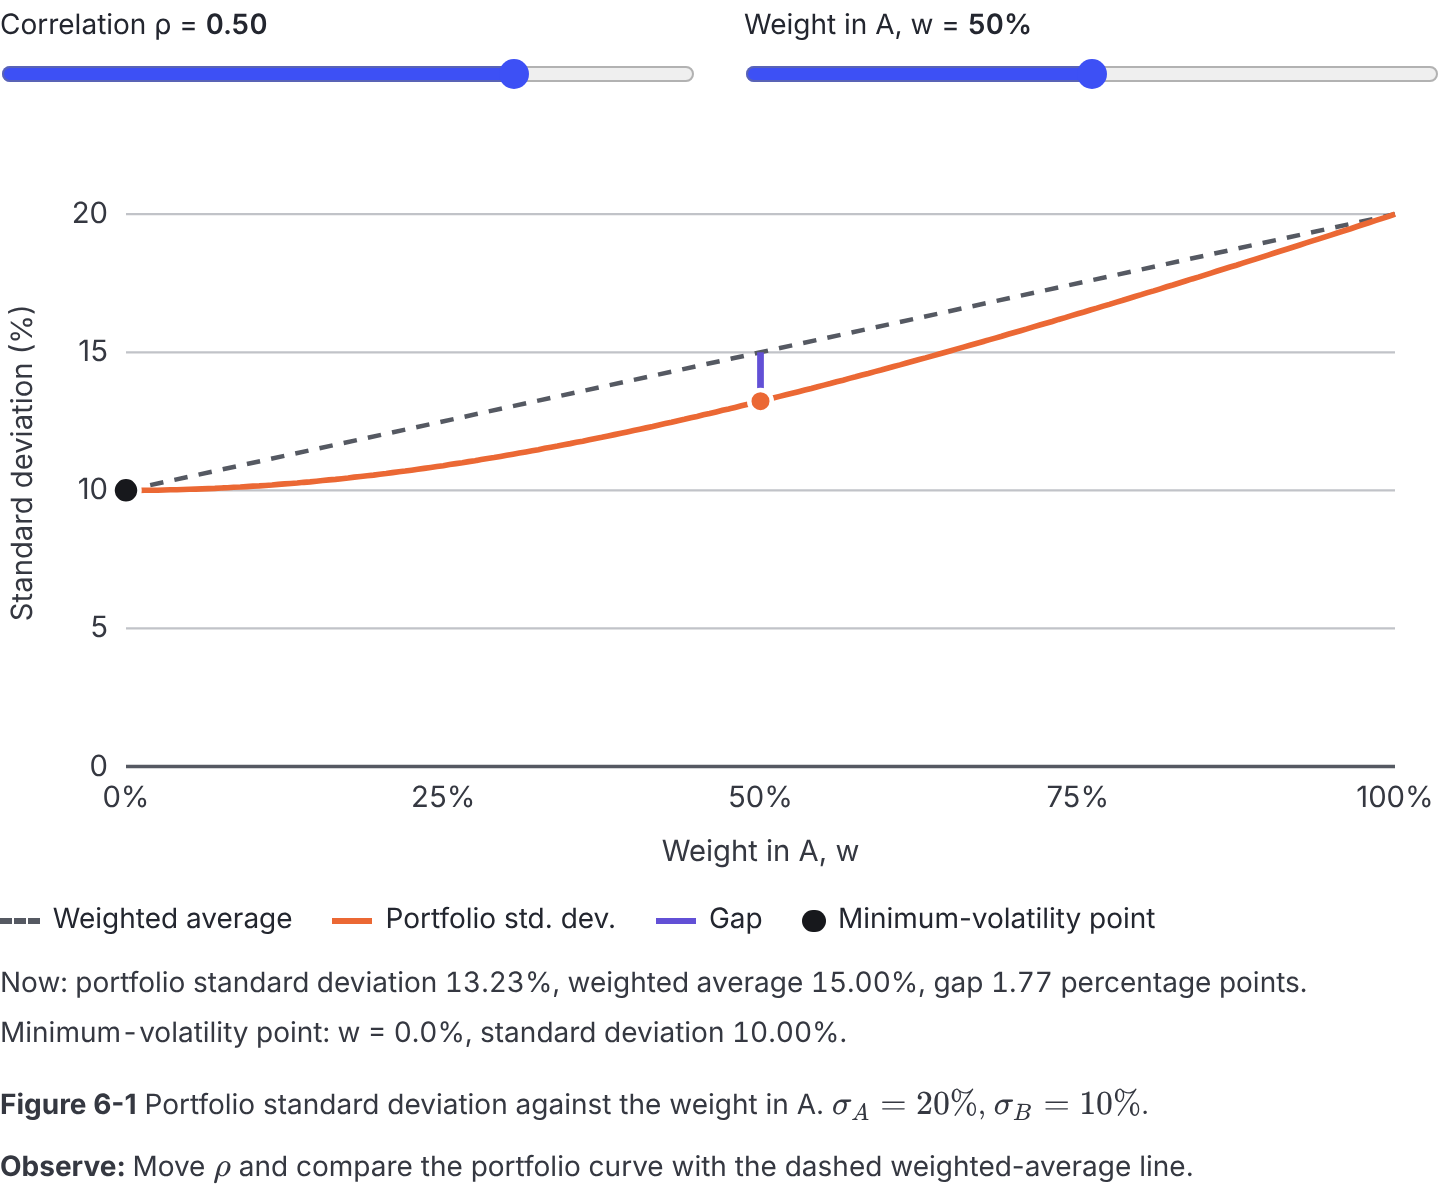 Correlation ρ = 0.50
Weight in A, w = 50%
20
15
10
5
0
Standard deviation (%)
0% 25% 50% 75% 100%
Weight in A, w
Weighted average Portfolio std. dev. Gap Minimum-volatility point
Now: portfolio standard deviation 13.23%, weighted average 15.00%, gap 1.77 percentage points.
Minimum-volatility point: w = 0.0%, standard deviation 10.00%.
Figure 6-1 Portfolio standard deviation against the weight in A. σ_A = 20%, σ_B = 10%.
Observe: Move ρ and compare the portfolio curve with the dashed weighted-average line.